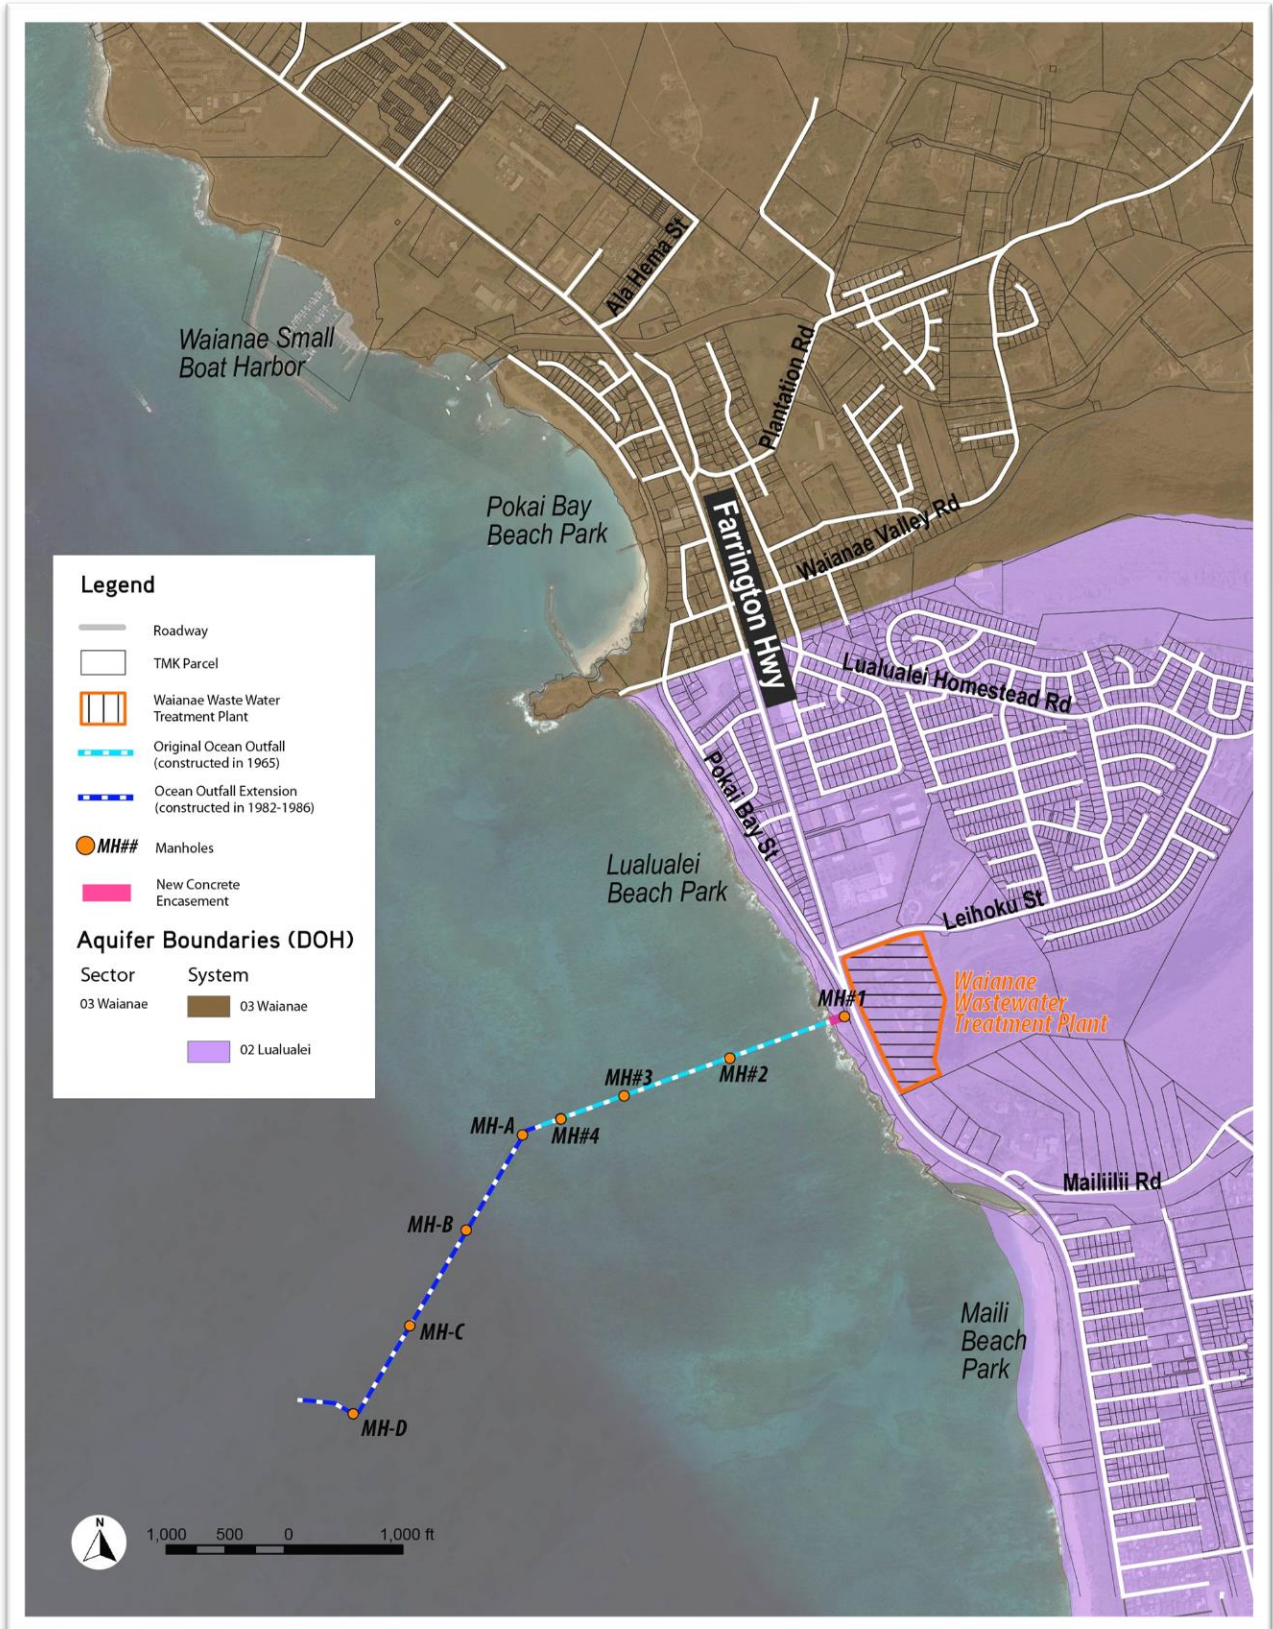 Ala Hema St
Waianae Small
Boat Harbor
Plantation Rd
Pokai Bay
Beach Park
Farrington Hwy
Waianae Valley Rd
Legend
Roadway
TMK Parcel
Waianae Waste Water
Treatment Plant
Original Ocean Outfall
(constructed in 1965)
Ocean Outfall Extension
(constructed in 1982-1986)
MH## Manholes
New Concrete
Encasement
Aquifer Boundaries (DOH)
Sector System
03 Waianae 03 Waianae
02 Lualualei
Lualualei Homestead Rd
Pokai Bay St
Lualualei
Beach Park
Leihoku St
Waianae
Wastewater
Treatment Plant
MH#1
MH#2
MH#3
MH#4
MH-A
MH-B
MH-C
MH-D
Mailiilii Rd
Maili
Beach
Park
N
1,000 500 0 1,000 ft